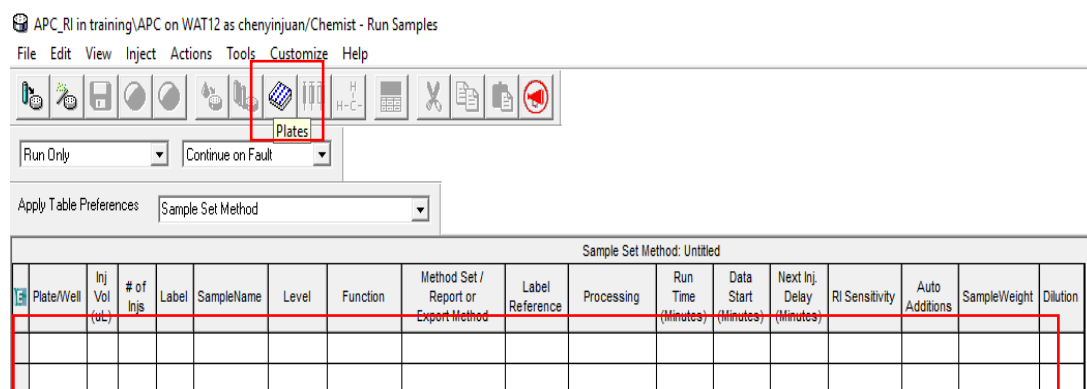 APC_RI in training\APC on WAT12 as chenyinjuan/Chemist - Run Samples
File Edit View Inject Actions Tools Customize Help
H
H-C-
Plates
Run Only Continue on Fault
Apply Table Preferences Sample Set Method
Sample Set Method: Untitled
Plate/Well
Inj
Vol
(uL)
# of
Injs
Label
SampleName
Level
Function
Method Set /
Report or
Export Method
Label
Reference
Processing
Run
Time
(Minutes)
Data
Start
(Minutes)
Next Inj.
Delay
(Minutes)
RI Sensitivity
Auto
Additions
SampleWeight
Dilution